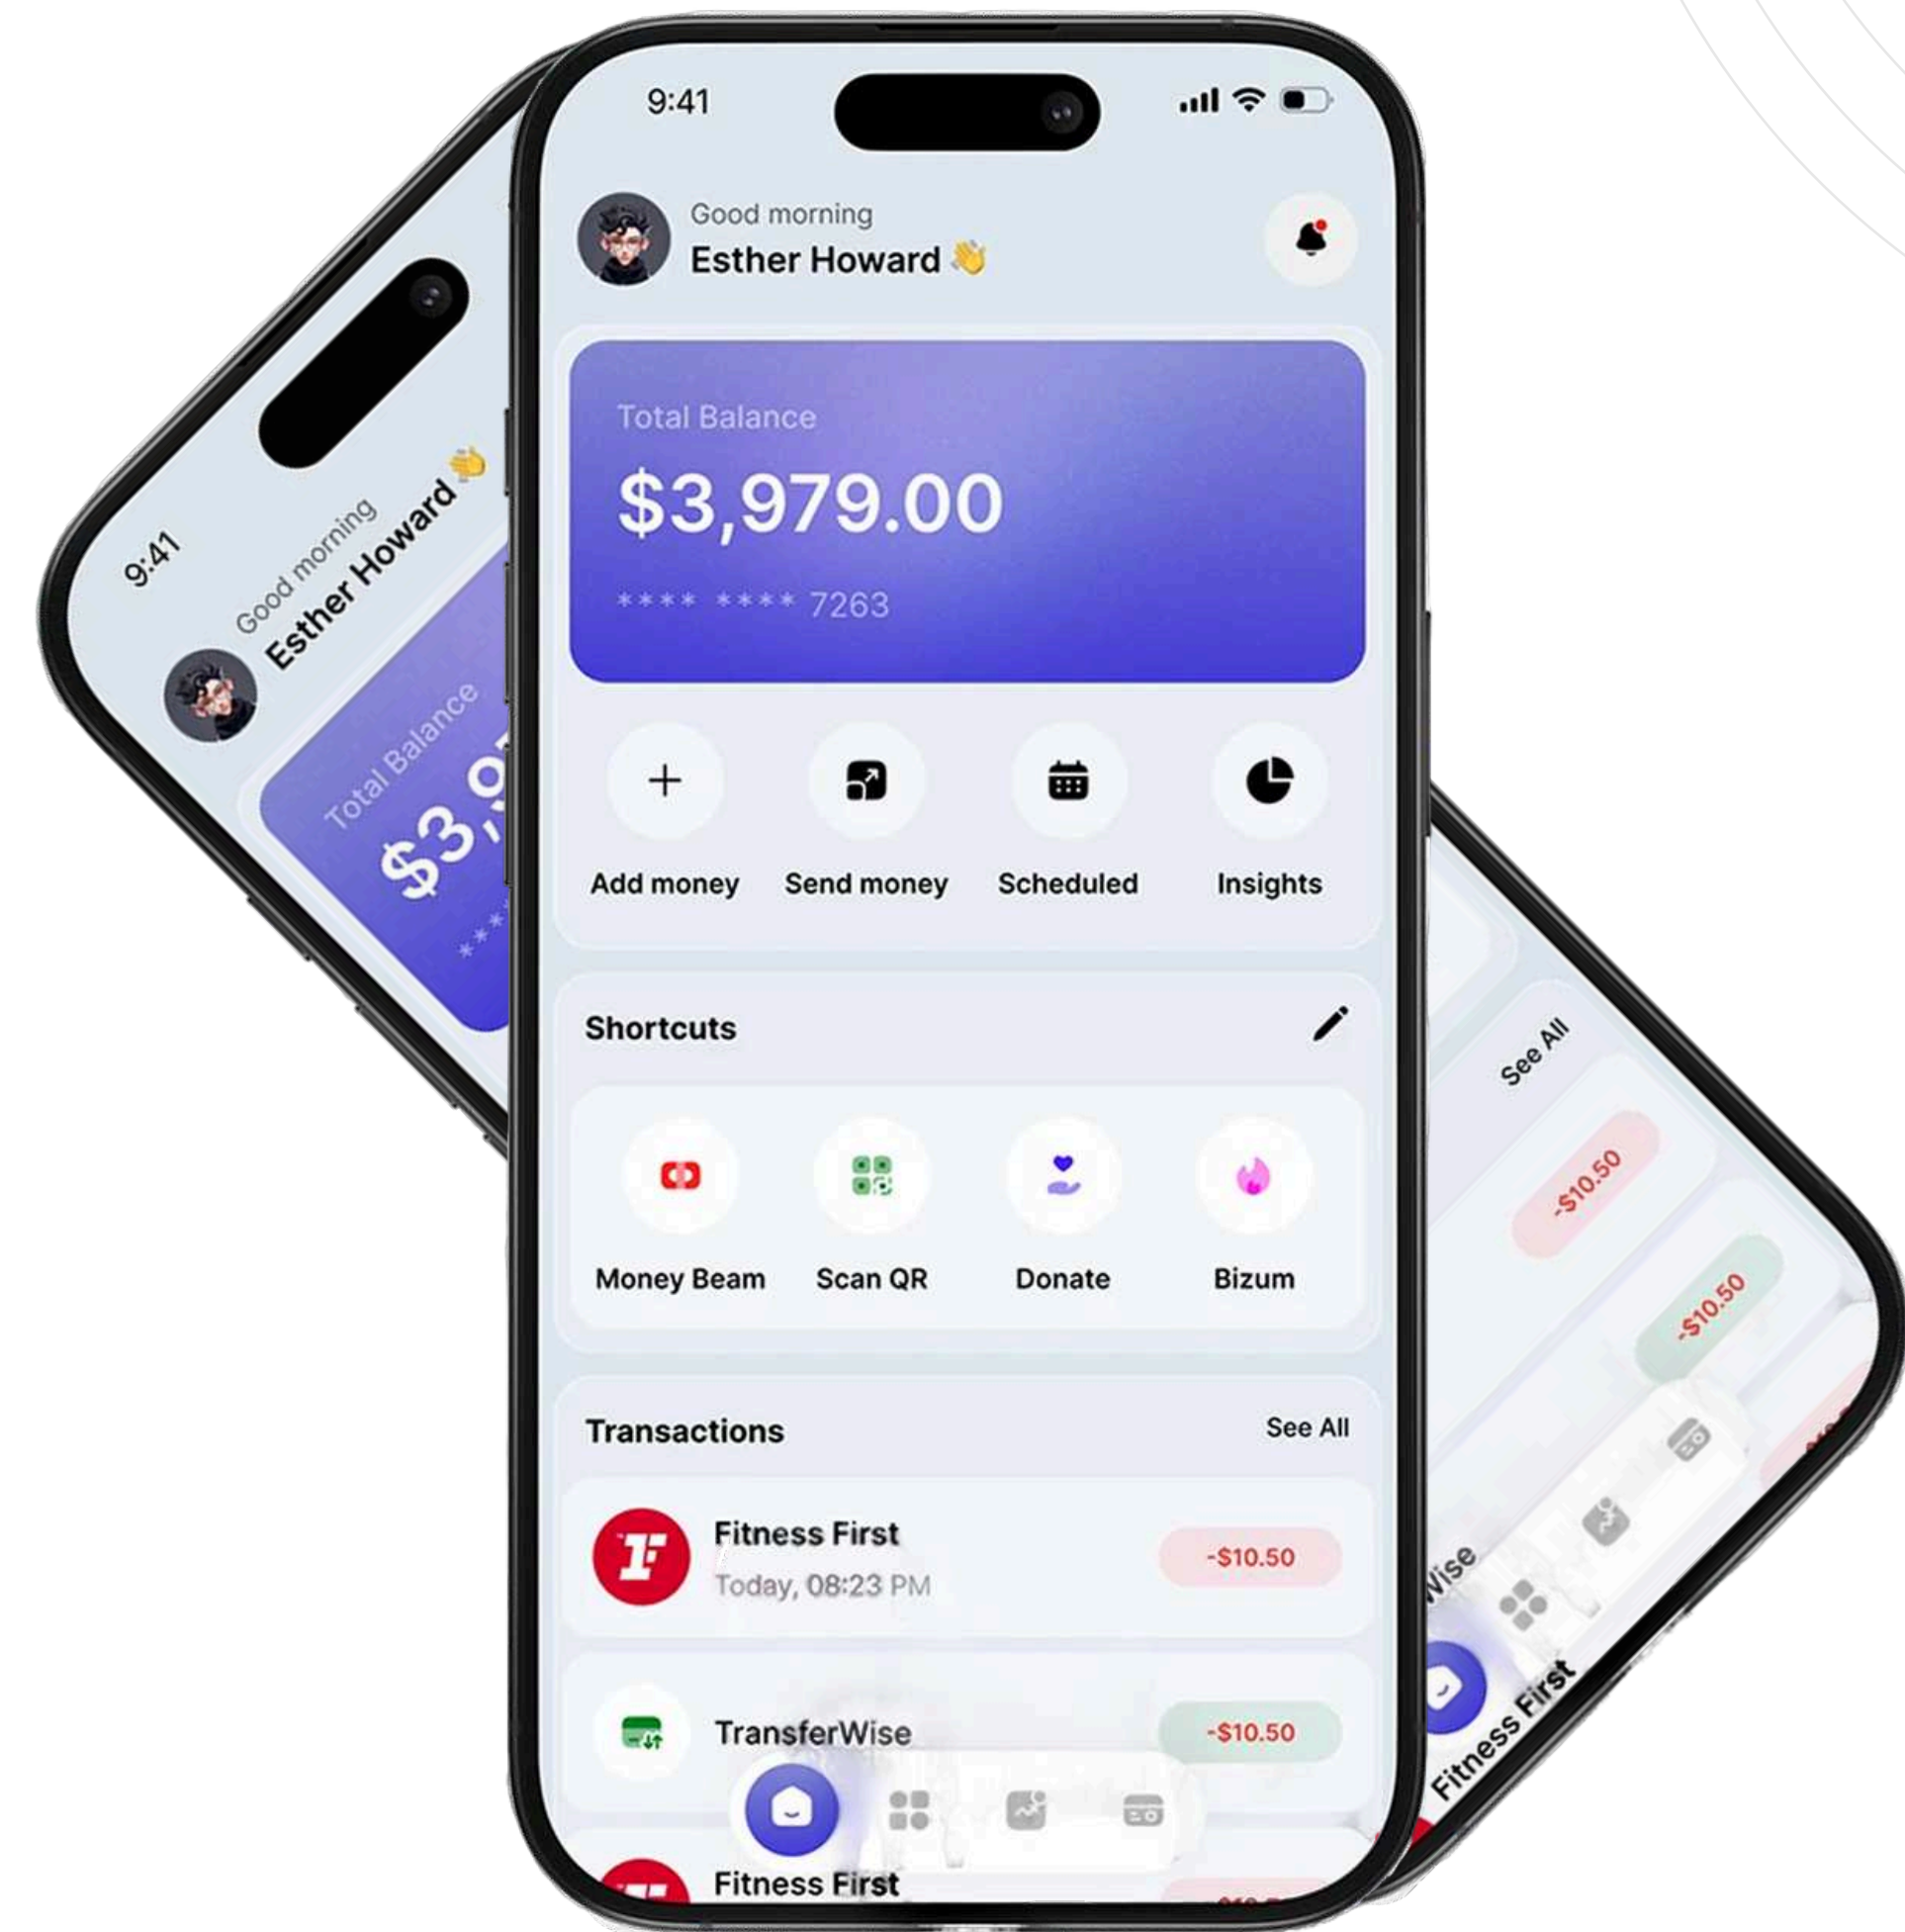 9:41
Good morning
Esther Howard 👋
Total Balance
$3,979.00
**** **** 7263
Add money
Send money
Scheduled
Insights
Shortcuts
Money Beam
Scan QR
Donate
Bizum
Transactions
See All
Fitness First
Today, 08:23 PM
-$10.50
TransferWise
-$10.50
Fitness First
9:41
Good morning
Esther Howard 👋
Total Balance
$3,9
***
See All
-$10.50
-$10.50
Wise
Fitness First